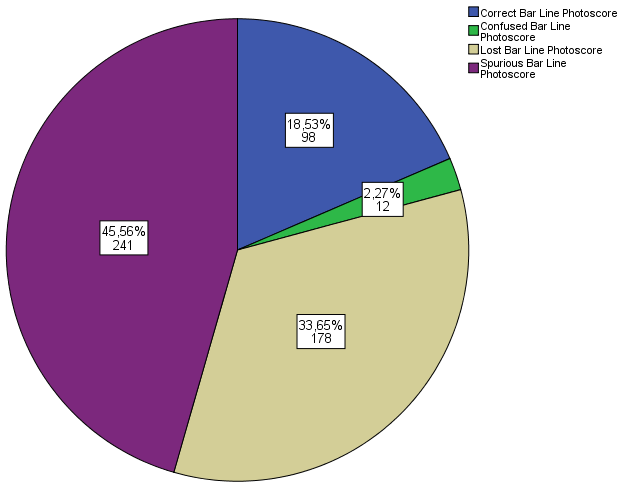 Correct Bar Line Photoscore
Confused Bar Line
Photoscore
Lost Bar Line Photoscore
Spurious Bar Line
Photoscore
18,53%
98
2,27%
12
45,56%
241
33,65%
178